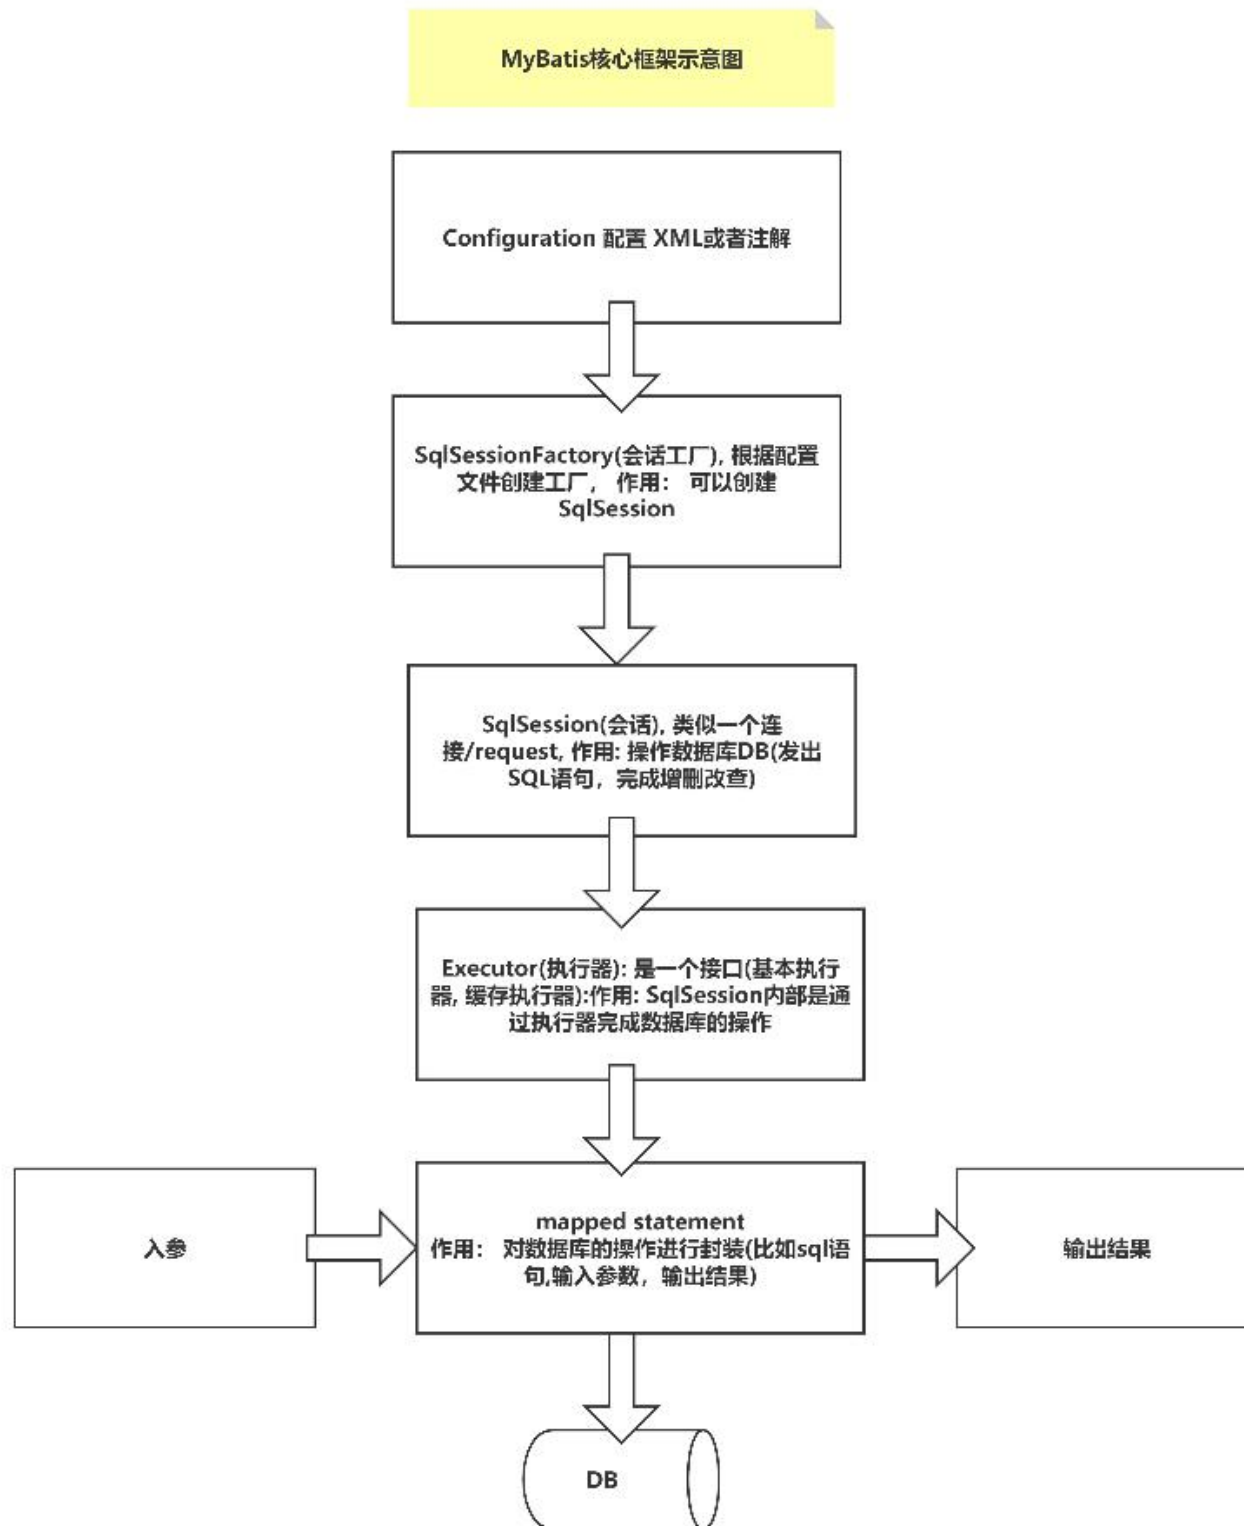 MyBatis核心框架示意图
Configuration 配置 XML或者注解
SqlSessionFactory(会话工厂), 根据配置
文件创建工厂， 作用： 可以创建
SqlSession
SqlSession(会话), 类似一个连
接/request, 作用: 操作数据库DB(发出
SQL语句，完成增删改查)
Executor(执行器): 是一个接口(基本执行
器, 缓存执行器):作用: SqlSession内部是通
过执行器完成数据库的操作
入参
mapped statement
作用： 对数据库的操作进行封装(比如sql语
句,输入参数，输出结果)
输出结果
DB